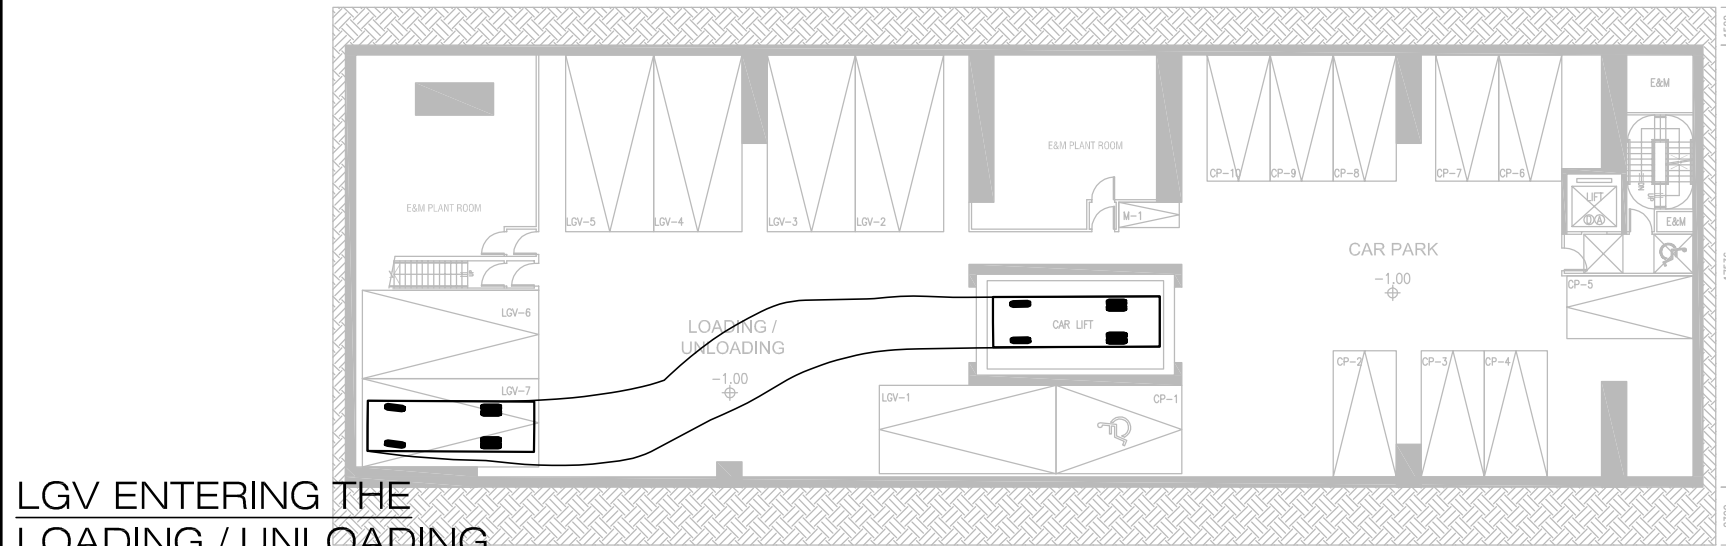 E&M
E&M PLANT ROOM
CP-10
CP-9
CP-8
CP-7
CP-6
LIFT
E&M PLANT ROOM
LGV-5
LGV-4
LGV-3
LGV-2
M-1
E&M
CAR PARK
-1.00
CP-5
LGV-6
LOADING /
UNLOADING
-1.00
CAR LIFT
CP-2
CP-3
CP-4
LGV-7
LGV-1
CP-1
LGV ENTERING THE
LOADING / UNLOADING